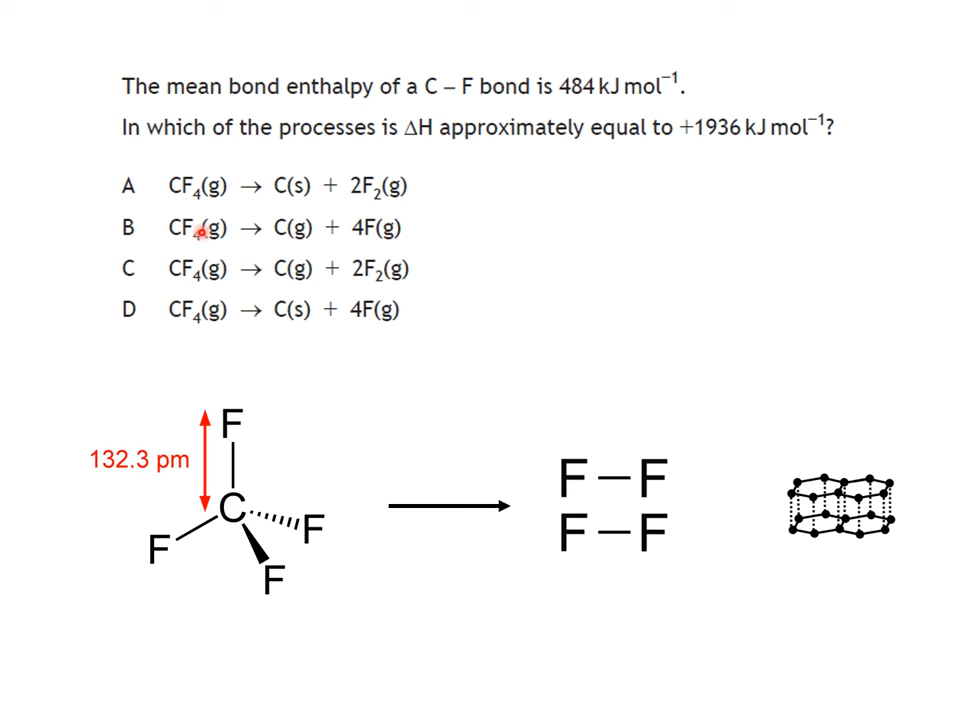 The mean bond enthalpy of a C – F bond is 484 kJ mol⁻¹.
In which of the processes is ΔH approximately equal to +1936 kJ mol⁻¹?
A CF₄(g) → C(s) + 2F₂(g)
B CF₄(g) → C(g) + 4F(g)
C CF₄(g) → C(g) + 2F₂(g)
D CF₄(g) → C(s) + 4F(g)
F
132.3 pm
C
F
F
F
F – F
F – F